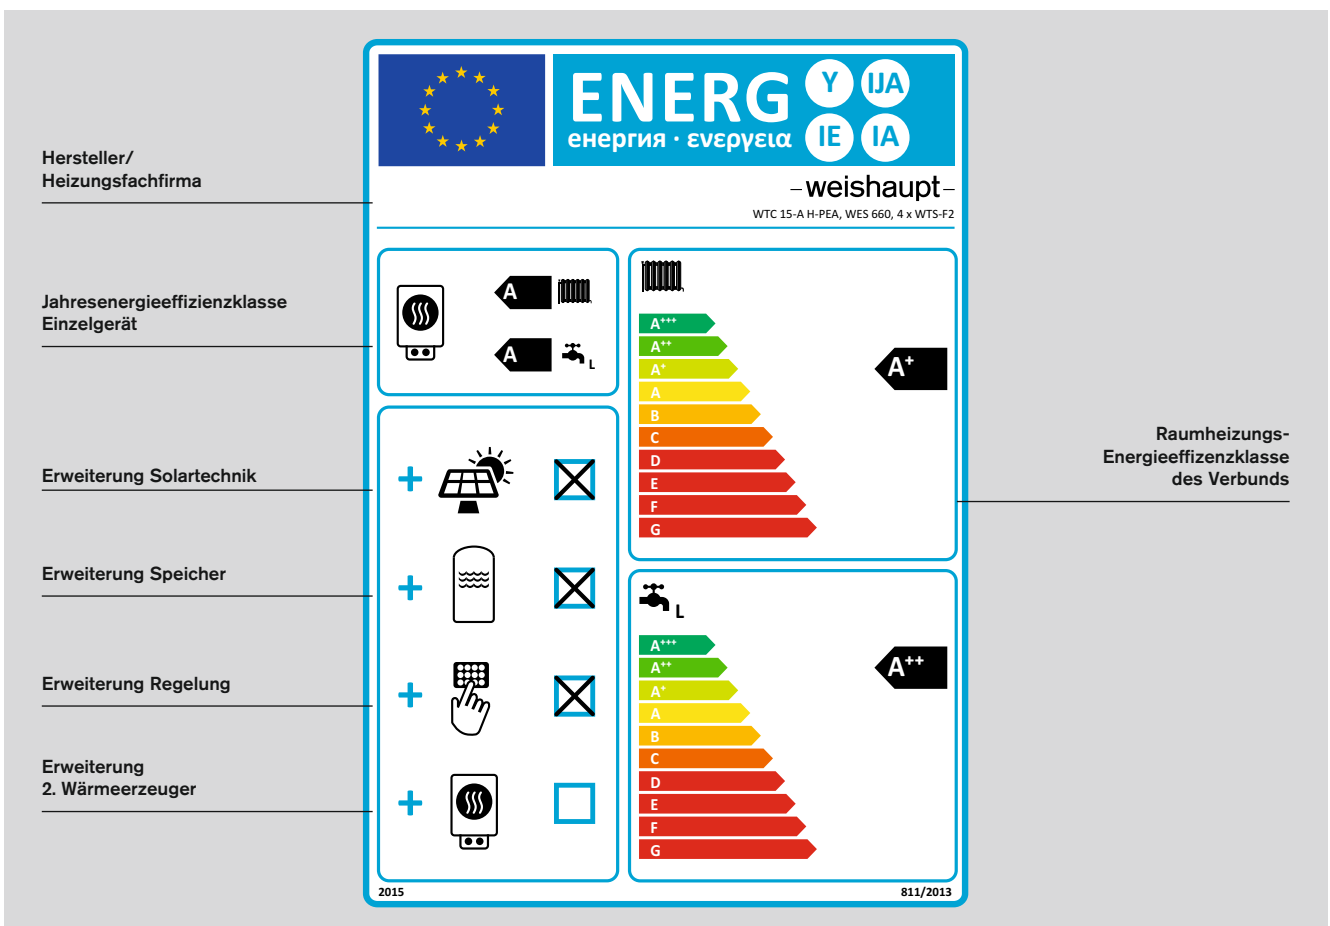 Hersteller/
Heizungsfachfirma
Jahresenergieeffizienzklasse
Einzelgerät
Erweiterung Solartechnik
Erweiterung Speicher
Erweiterung Regelung
Erweiterung
2. Wärmeerzeuger
ENERG
енергия · ενεργεια
Y
IJA
IE
IA
–weishaupt–
WTC 15-A H-PEA, WES 660, 4 x WTS-F2
A
A
L
A+++
A++
A+
A
B
C
D
E
F
G
A+
L
A+++
A++
A+
A
B
C
D
E
F
G
A++
2015
811/2013
Raumheizungs-
Energieeffizenzklasse
des Verbunds